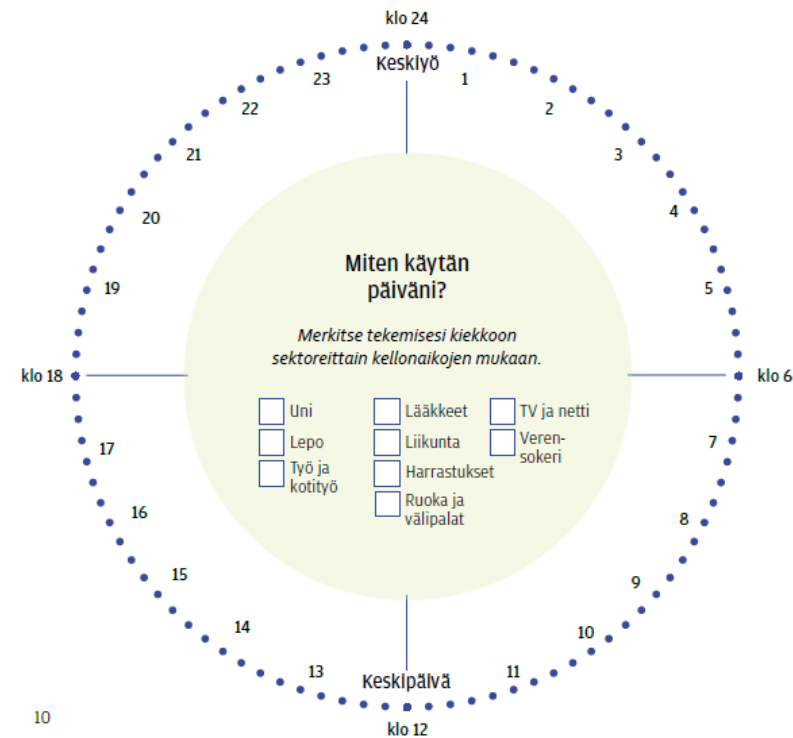 klo 24
Keskiyö
23
1
22
2
21
3
20
4
19
5
Miten käytän
päiväni?
Merkitse tekemisesi kiekkoon
sektoreittain kellonaikojen mukaan.
klo 18
klo 6
Uni
Lääkkeet
TV ja netti
Lepo
Liikunta
Veren-
sokeri
Työ ja
kotityö
Harrastukset
Ruoka ja
välipalat
17
7
16
8
15
9
14
10
13
11
Keskipäivä
klo 12
10